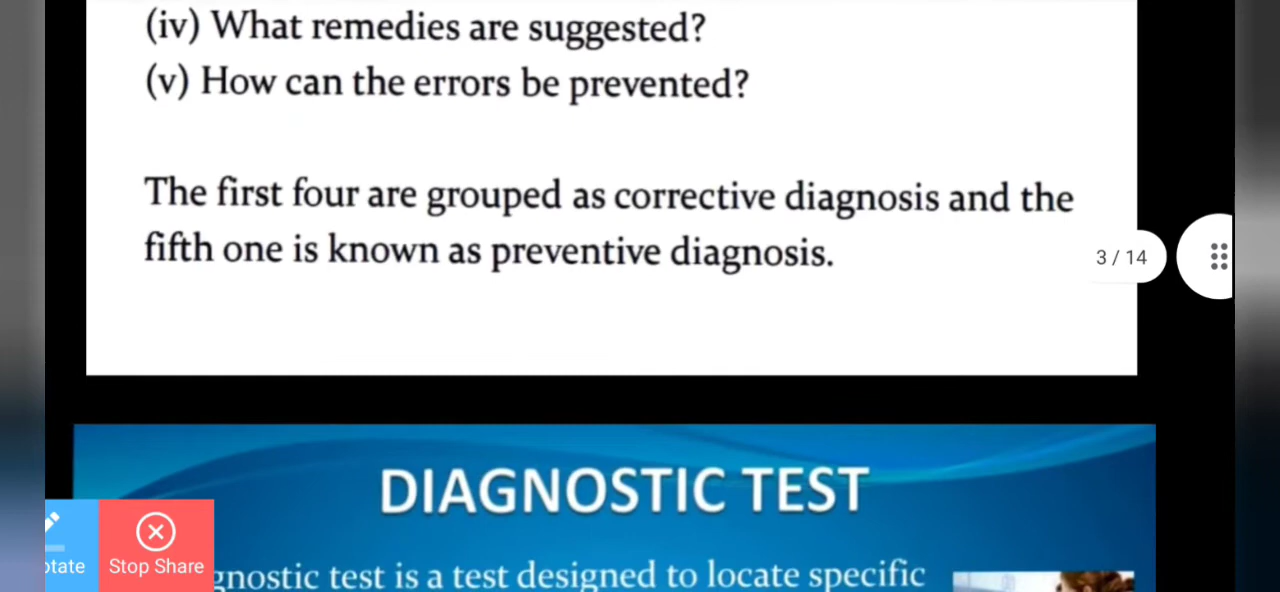 (iv) What remedies are suggested?
(v) How can the errors be prevented?
The first four are grouped as corrective diagnosis and the
fifth one is known as preventive diagnosis.
3 / 14
DIAGNOSTIC TEST
Stop Share
test is a test designed to locate specific